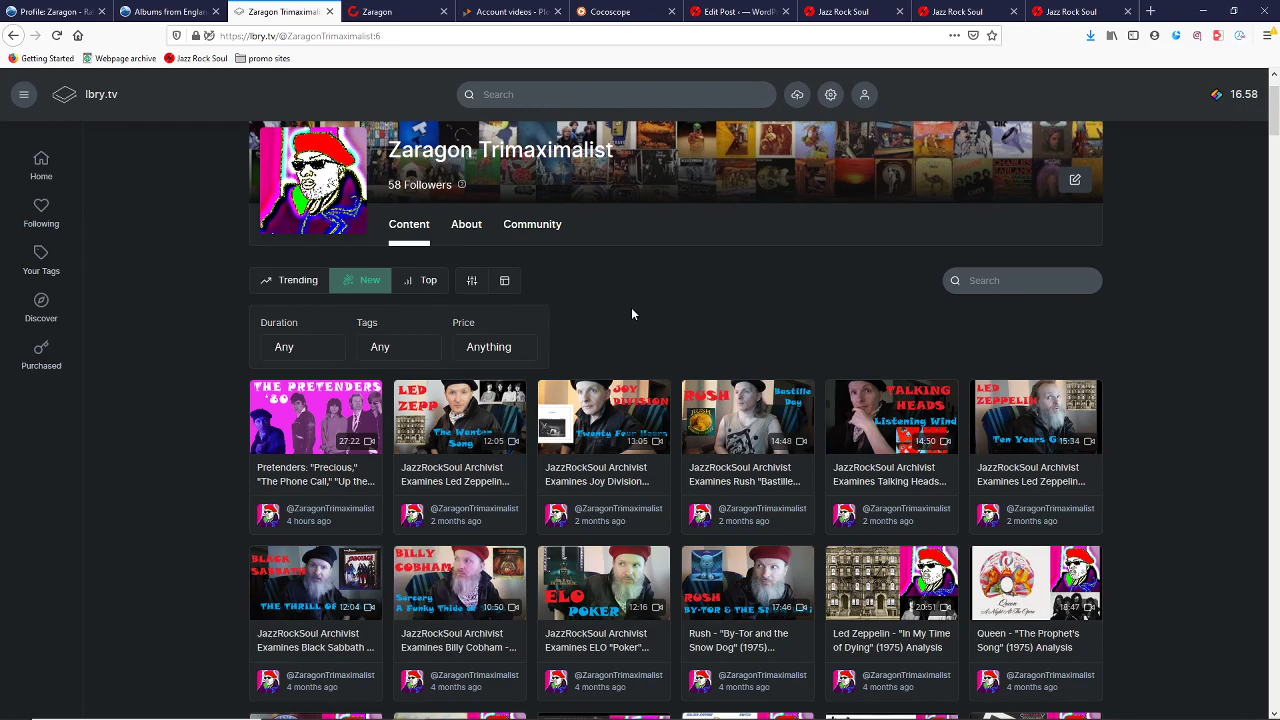 Profile: Zaragon - Ra
Albums from Englan
Zaragon Trimaximalis
Zaragon
Account videos - Ple
Cocoscope
Edit Post ‹ — WordPr
Jazz Rock Soul
Jazz Rock Soul
Jazz Rock Soul
https://lbry.tv/@ZaragonTrimaximalist:6
Getting Started
Webpage archive
Jazz Rock Soul
promo sites
lbry.tv
Search
16.58
Home
Following
Your Tags
Discover
Purchased
Zaragon Trimaximalist
58 Followers
Content About Community
Trending New Top
Search
Duration Tags Price
Any Any Anything
THE PRETENDERS
'80
27:22
LED
ZEPP
The Wanton
Song
12:05
JOY
DIVISION
Twenty Four Hours
13:05
RUSH
Bastille
Day
14:48
TALKING
HEADS
Listening Wind
14:50
LED
ZEPPELIN
Ten Years G
15:34
Pretenders. "Precious,"
"The Phone Call," "Up the...
@ZaragonTrimaximalist
4 hours ago
JazzRockSoul Archivist
Examines Led Zeppelin...
@ZaragonTrimaximalist
2 months ago
JazzRockSoul Archivist
Examines Joy Division...
@ZaragonTrimaximalist
2 months ago
JazzRockSoul Archivist
Examines Rush "Bastille...
@ZaragonTrimaximalist
2 months ago
JazzRockSoul Archivist
Examines Talking Heads...
@ZaragonTrimaximalist
2 months ago
JazzRockSoul Archivist
Examines Led Zeppelin...
@ZaragonTrimaximalist
2 months ago
BLACK
SABBATH
THE THRILL OF
12:04
BILLY
COBHAM
Sorcery
A Funky Thide of
10:50
ELO
POKER
12:16
RUSH
BY-TOR & THE SN
17:46
20:51
Queen
A Night At The Opera
18:47
JazzRockSoul Archivist
Examines Black Sabbath ...
@ZaragonTrimaximalist
4 months ago
JazzRockSoul Archivist
Examines Billy Cobham -...
@ZaragonTrimaximalist
4 months ago
JazzRockSoul Archivist
Examines ELO "Poker"...
@ZaragonTrimaximalist
4 months ago
Rush - "By-Tor and the
Snow Dog" (1975)...
@ZaragonTrimaximalist
4 months ago
Led Zeppelin - "In My Time
of Dying" (1975) Analysis
@ZaragonTrimaximalist
4 months ago
Queen - "The Prophet's
Song" (1975) Analysis
@ZaragonTrimaximalist
4 months ago